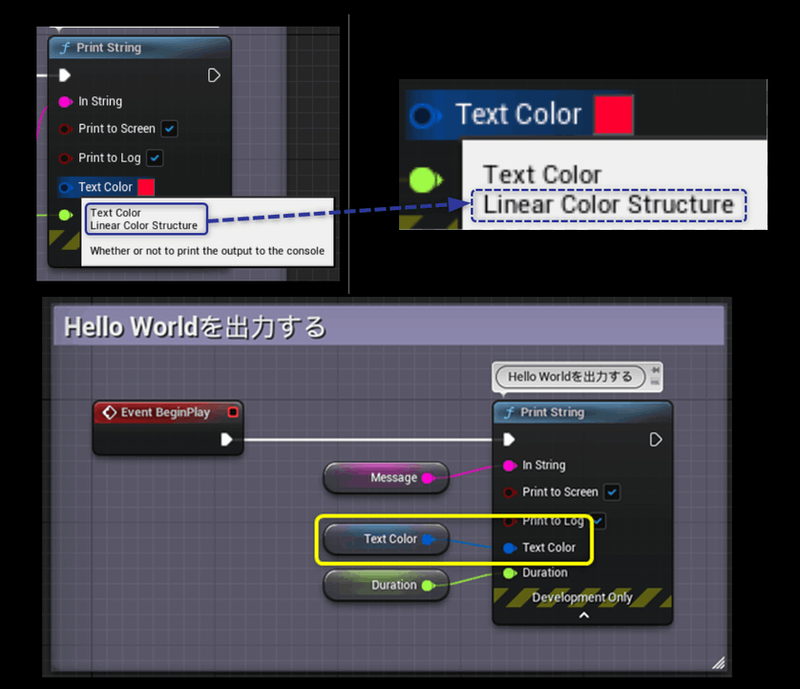 Print String
In String
Print to Screen
Print to Log
Text Color
Text Color
Linear Color Structure
Whether or not to print the output to the console
Text Color
Text Color
Linear Color Structure
Hello Worldを出力する
Hello Worldを出力する
Event BeginPlay
Print String
In String
Message
Print to Screen
Print to Log
Text Color
Text Color
Duration
Duration
Development Only